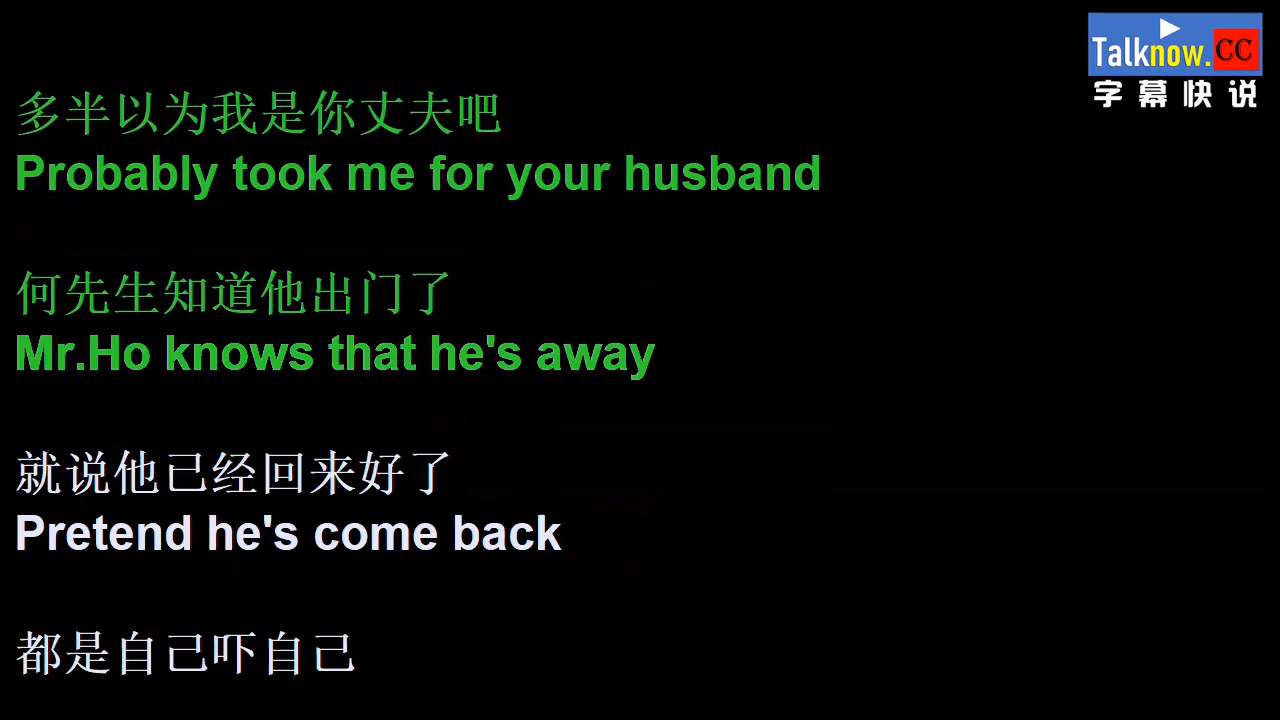 Talknow.CC
字幕快说
多半以为我是你丈夫吧
Probably took me for your husband
何先生知道他出门了
Mr.Ho knows that he's away
就说他已经回来好了
Pretend he's come back
都是自己吓自己